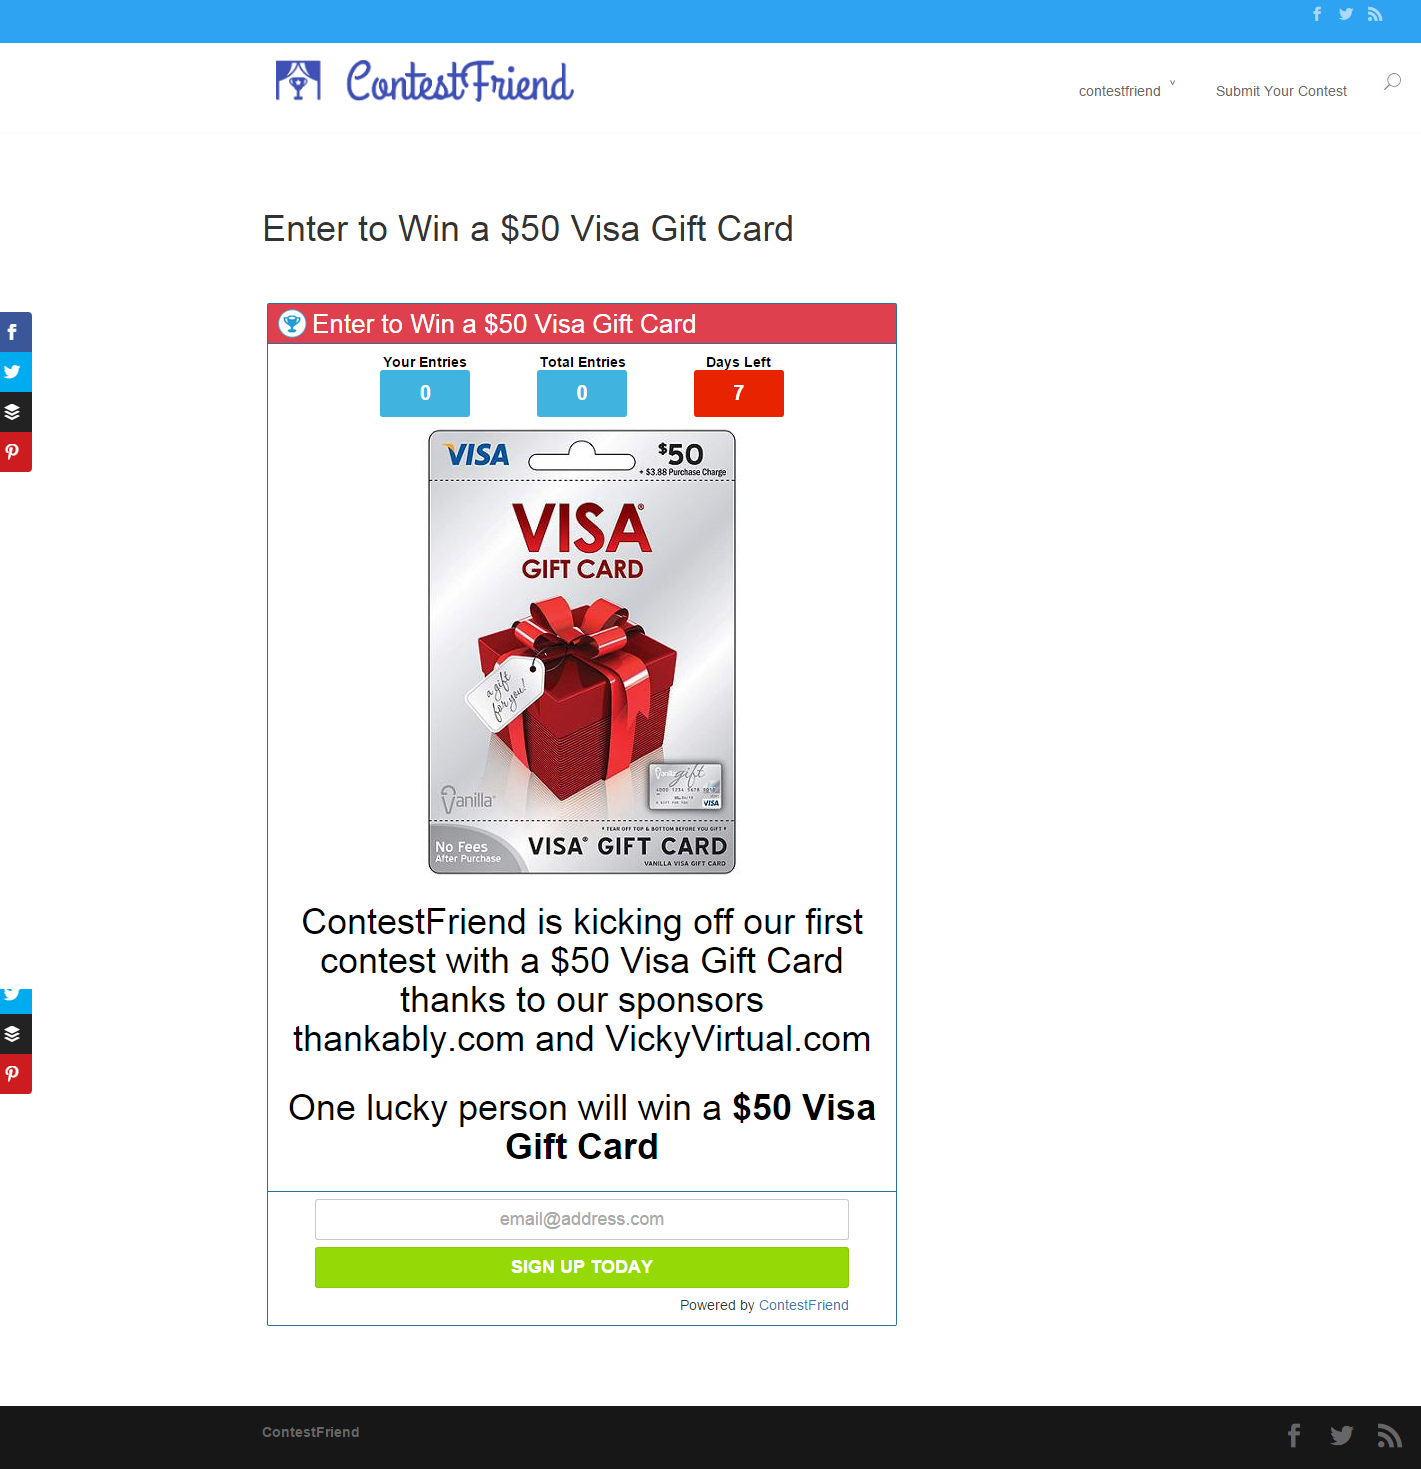 ContestFriend
contestfriend
Submit Your Contest
Enter to Win a $50 Visa Gift Card
Enter to Win a $50 Visa Gift Card
Your Entries
Total Entries
Days Left
0
0
7
VISA
$50
+ $3.88 Purchase Charge
VISA®
GIFT CARD
a gift
for you!
Vanilla gift
4000 1234 5678 9010
VISA
Vanilla®
• TEAR OFF TOP & BOTTOM BEFORE YOU GIFT •
No Fees
After Purchase
VISA® GIFT CARD
VANILLA VISA GIFT CARD
ContestFriend is kicking off our first
contest with a $50 Visa Gift Card
thanks to our sponsors
thankably.com and VickyVirtual.com
One lucky person will win a $50 Visa
Gift Card
email@address.com
SIGN UP TODAY
Powered by ContestFriend
ContestFriend